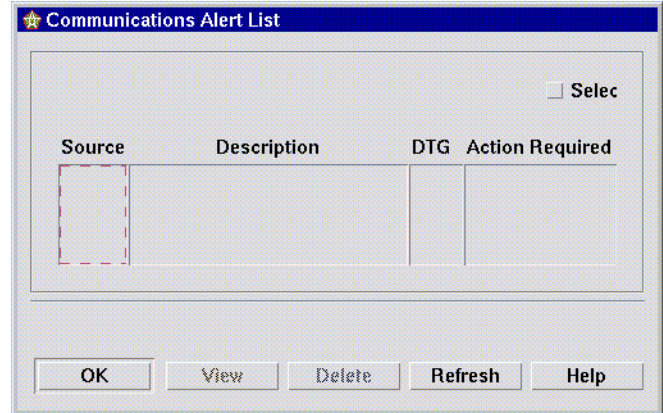 Communications Alert List
Selec
Source Description DTG Action Required
OK View Delete Refresh Help